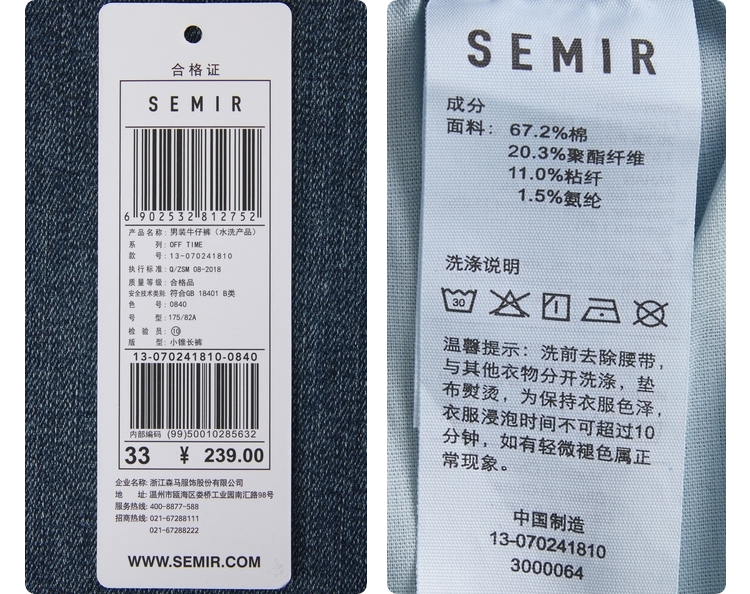 合格证
SEMIR
6 902532 812752
产品名称: 男装牛仔裤（水洗产品）
系 列: OFF TIME
款 号: 13-070241810
执行标准: Q/ZSM 08-2018
质量等级: 合格品
安全技术类别: 符合GB 18401 B类
色 号: 0840
号 型: 175/82A
检 验 员: ⑩
版 型: 小锥长裤
13-070241810-0840
内部编码 (99)50010285632
33 ¥ 239.00
企业名称: 浙江森马服饰股份有限公司
地 址: 温州市瓯海区娄桥工业园南汇路98号
服务热线: 400-8877-588
招商热线: 021-67288111
021-67288222
WWW.SEMIR.COM
SEMIR
成分
面料: 67.2%棉
20.3%聚酯纤维
11.0%粘纤
1.5%氨纶
洗涤说明
30
温馨提示: 洗前去除腰带,
与其他衣物分开洗涤, 垫
布熨烫, 为保持衣服色泽,
衣服浸泡时间不可超过10
分钟, 如有轻微褪色属正
常现象。
中国制造
13-070241810
3000064